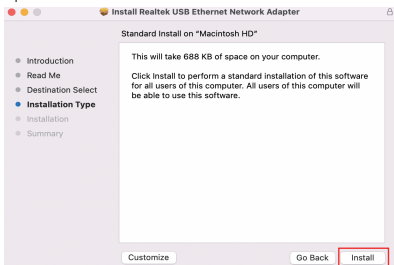 Install Realtek USB Ethernet Network Adapter
Standard Install on "Macintosh HD"
Introduction
Read Me
Destination Select
Installation Type
Installation
Summary
This will take 688 KB of space on your computer.
Click Install to perform a standard installation of this software
for all users of this computer. All users of this computer will
be able to use this software.
Customize
Go Back
Install